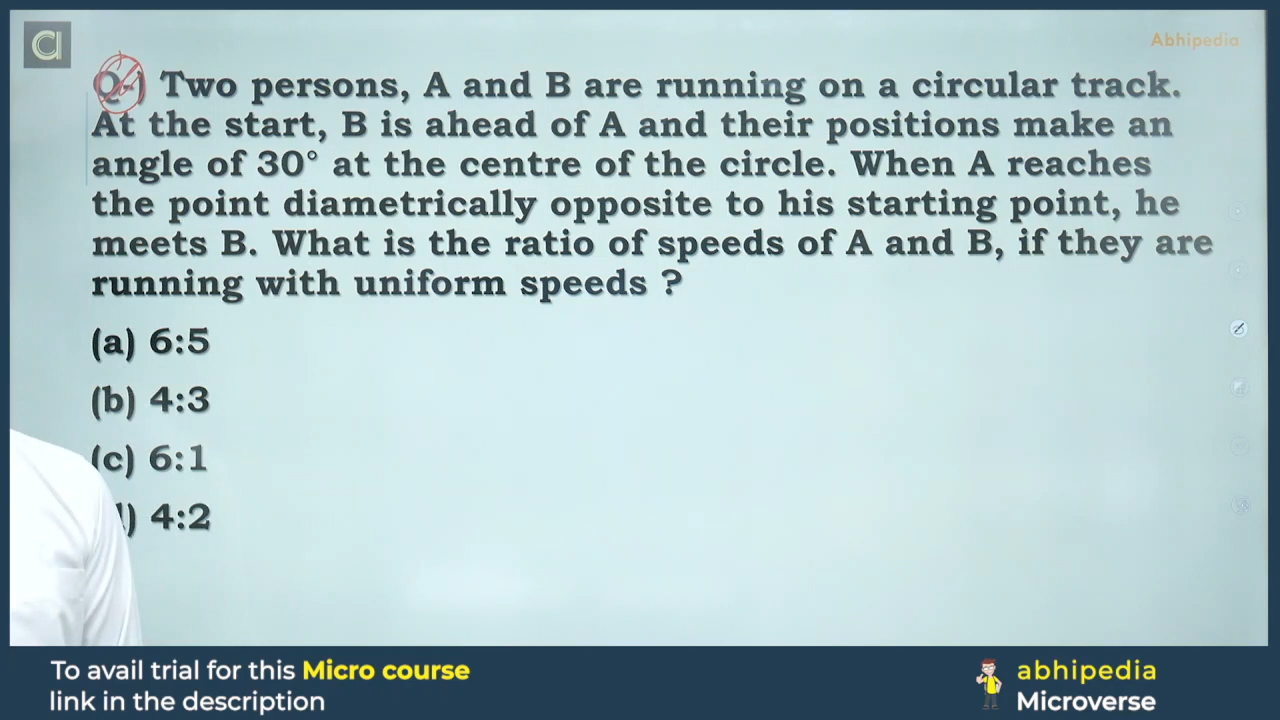 Abhipedia
Two persons, A and B are running on a circular track.
At the start, B is ahead of A and their positions make an
angle of 30° at the centre of the circle. When A reaches
the point diametrically opposite to his starting point, he
meets B. What is the ratio of speeds of A and B, if they are
running with uniform speeds ?
(a) 6:5
(b) 4:3
(c) 6:1
4:2
To avail trial for this Micro course
link in the description
abhipedia
Microverse